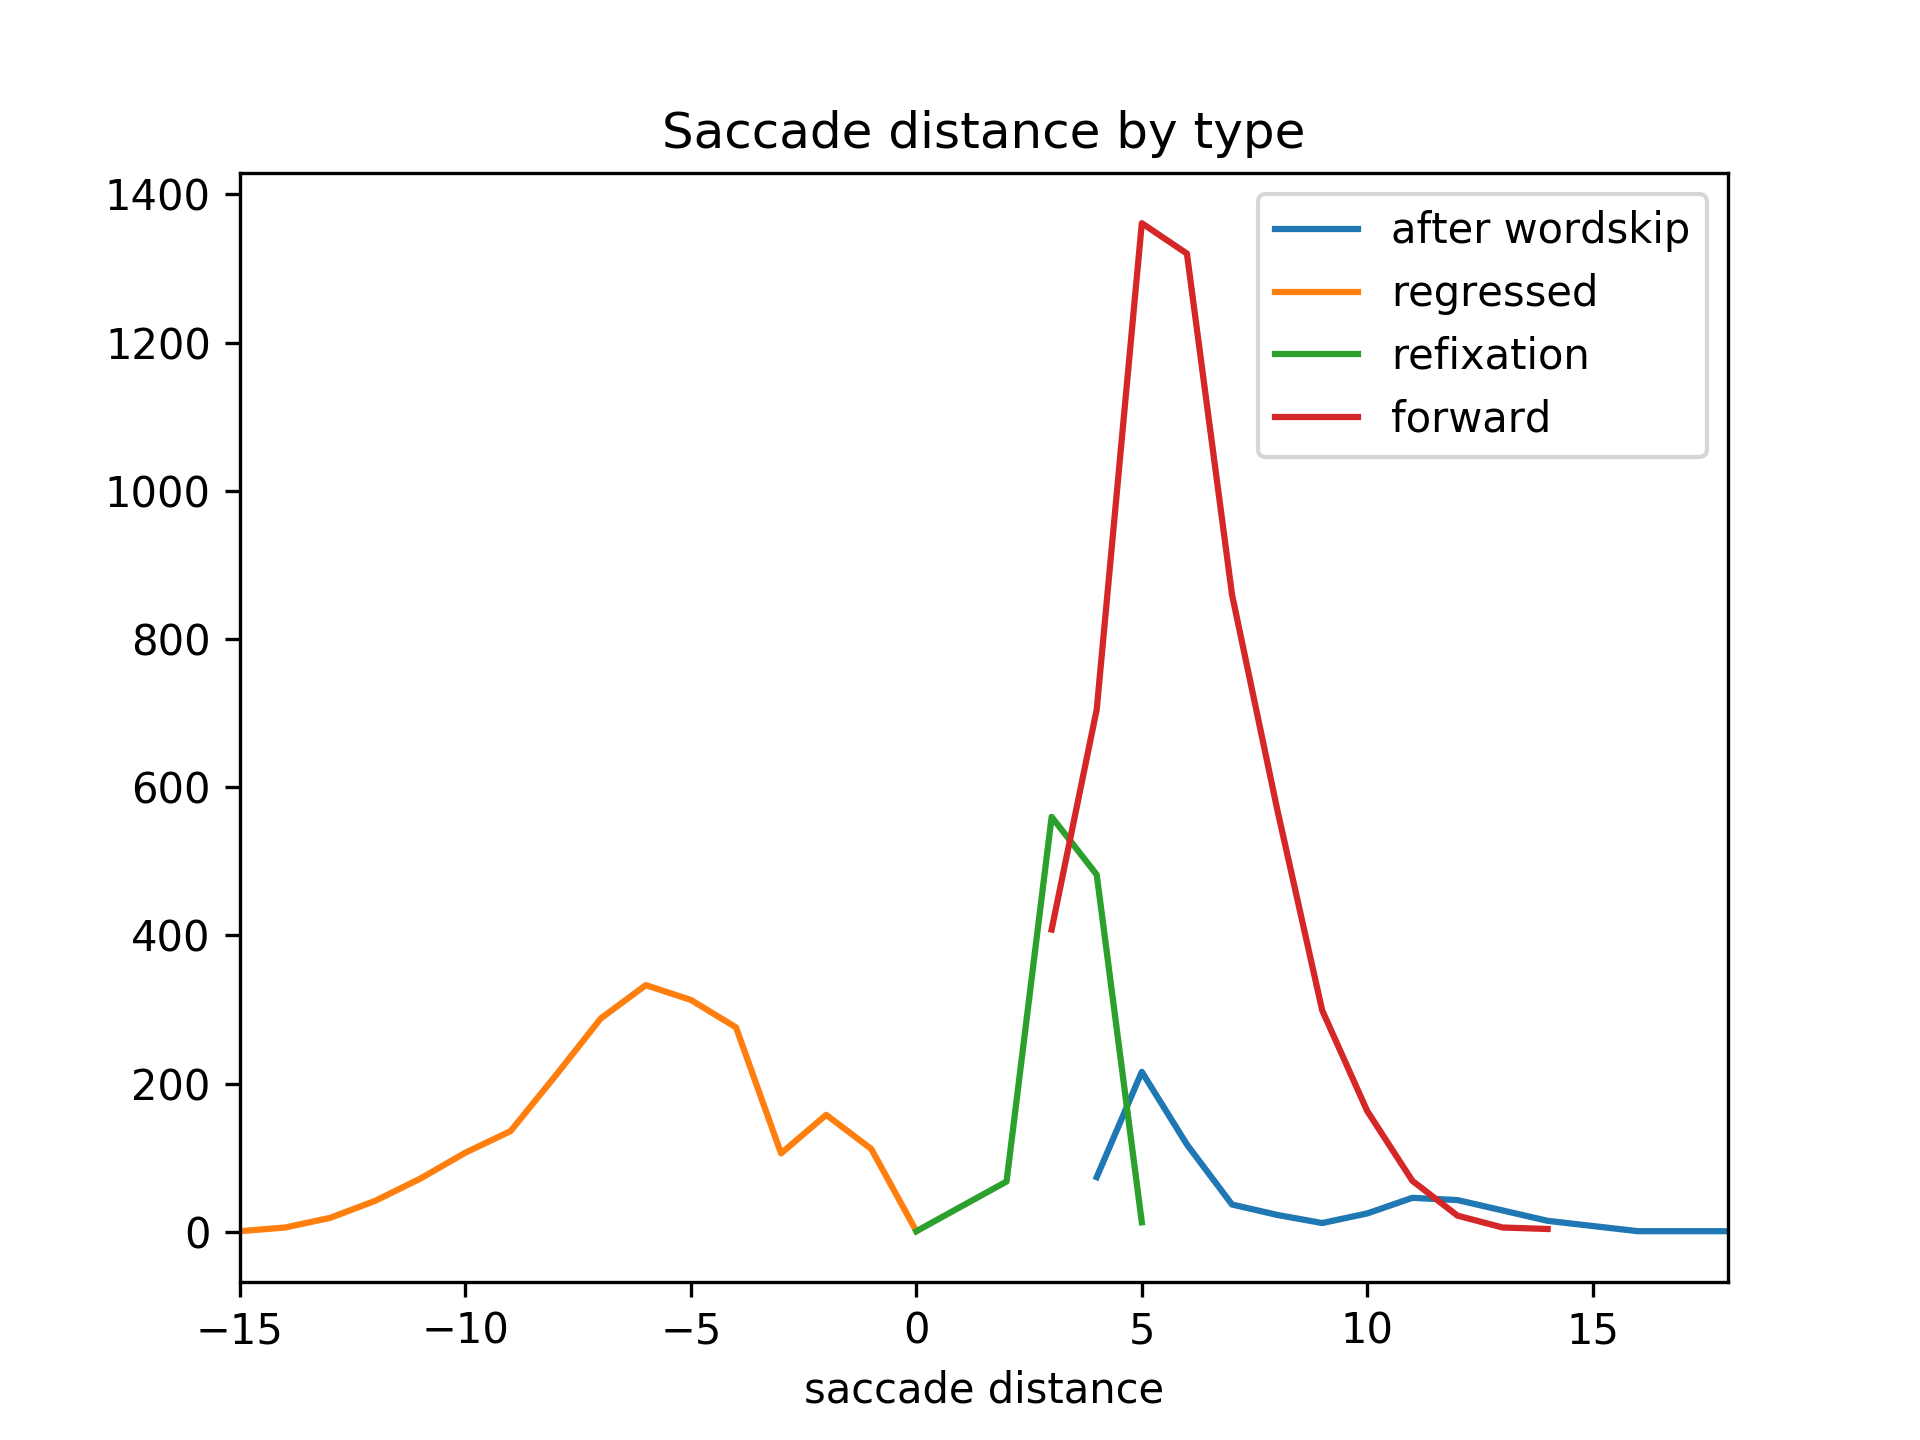 Saccade distance by type
1400
1200
1000
800
600
400
200
0
after wordskip
regressed
refixation
forward
−15 −10 −5 0 5 10 15
saccade distance